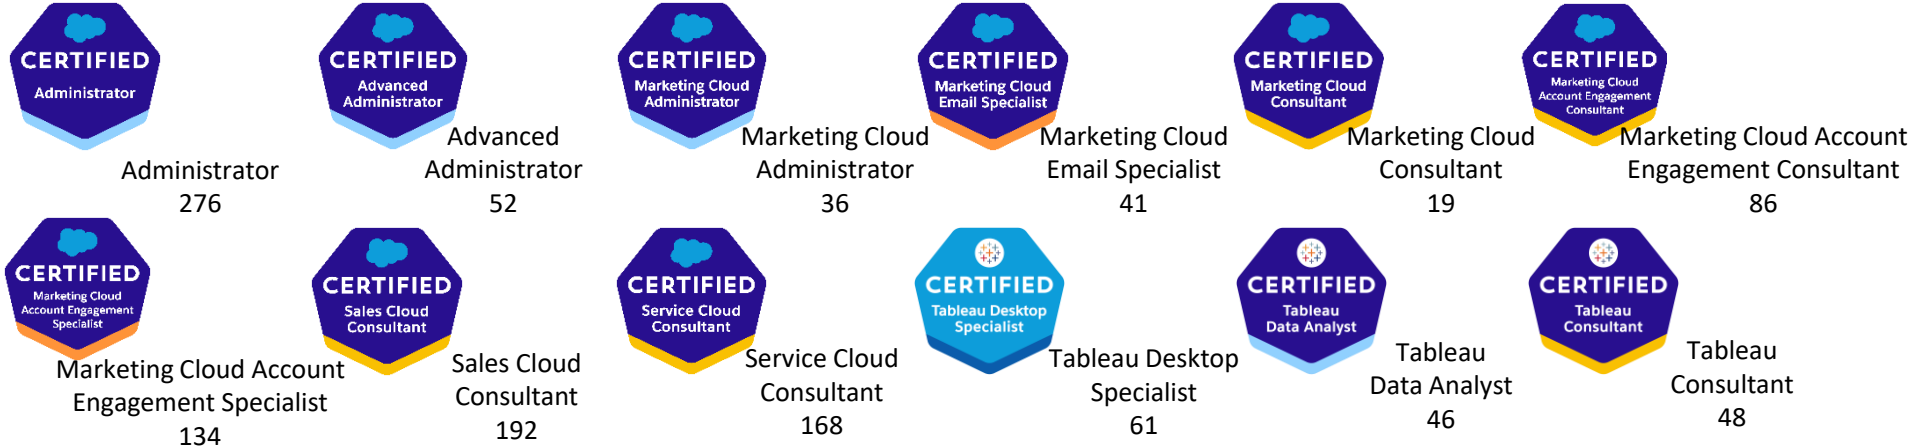 CERTIFIED
Administrator
Administrator
276
CERTIFIED
Advanced
Administrator
Advanced
Administrator
52
CERTIFIED
Marketing Cloud
Administrator
Marketing Cloud
Administrator
36
CERTIFIED
Marketing Cloud
Email Specialist
Marketing Cloud
Email Specialist
41
CERTIFIED
Marketing Cloud
Consultant
Marketing Cloud
Consultant
19
CERTIFIED
Marketing Cloud
Account Engagement
Consultant
Marketing Cloud Account
Engagement Consultant
86
CERTIFIED
Marketing Cloud
Account Engagement
Specialist
Marketing Cloud Account
Engagement Specialist
134
CERTIFIED
Sales Cloud
Consultant
Sales Cloud
Consultant
192
CERTIFIED
Service Cloud
Consultant
Service Cloud
Consultant
168
CERTIFIED
Tableau Desktop
Specialist
Tableau Desktop
Specialist
61
CERTIFIED
Tableau
Data Analyst
Tableau
Data Analyst
46
CERTIFIED
Tableau
Consultant
Tableau
Consultant
48